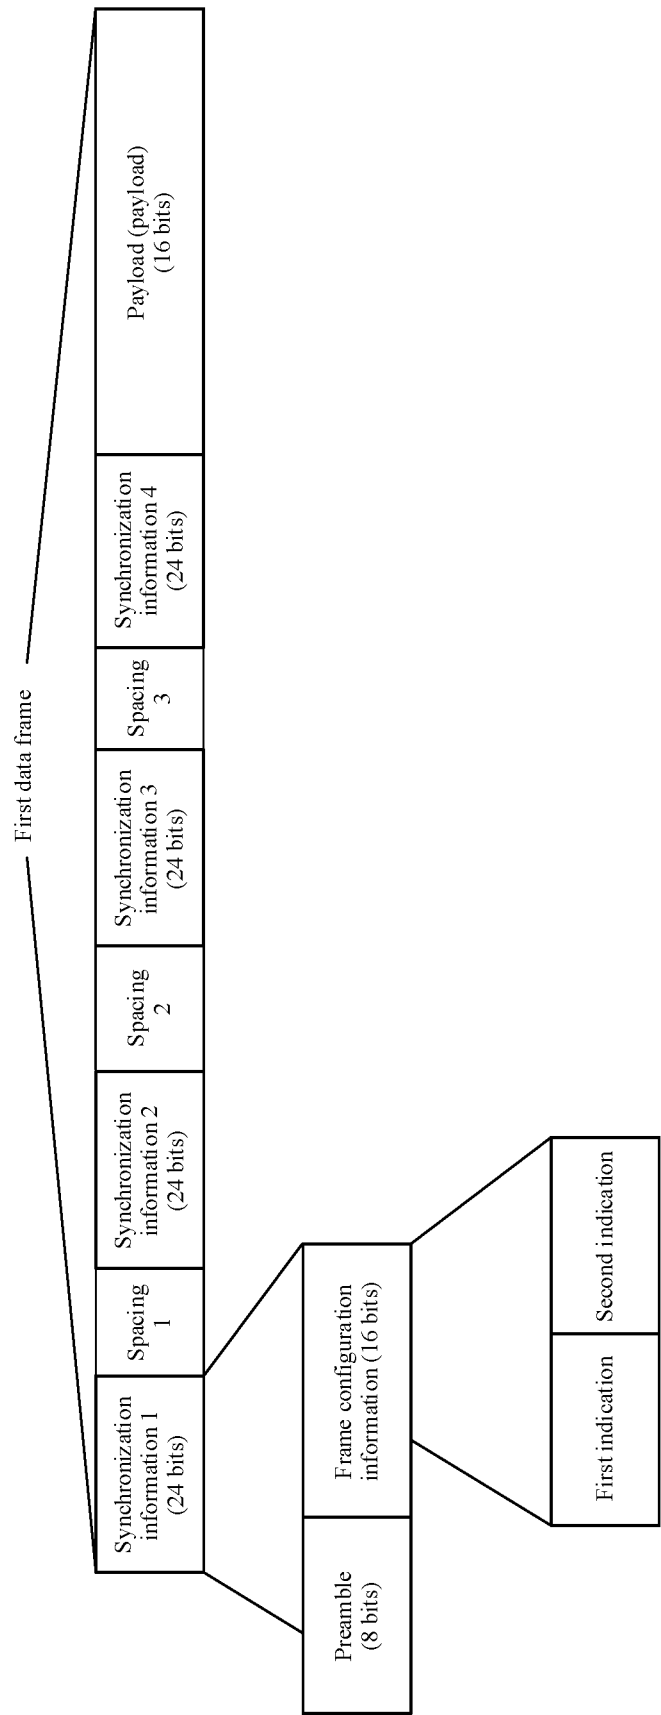 First data frame
Synchronization
information 1
(24 bits)
Spacing
1
Synchronization
information 2
(24 bits)
Spacing
2
Synchronization
information 3
(24 bits)
Spacing
3
Synchronization
information 4
(24 bits)
Payload (payload)
(16 bits)
Preamble
(8 bits)
Frame configuration
information (16 bits)
First indication
Second indication